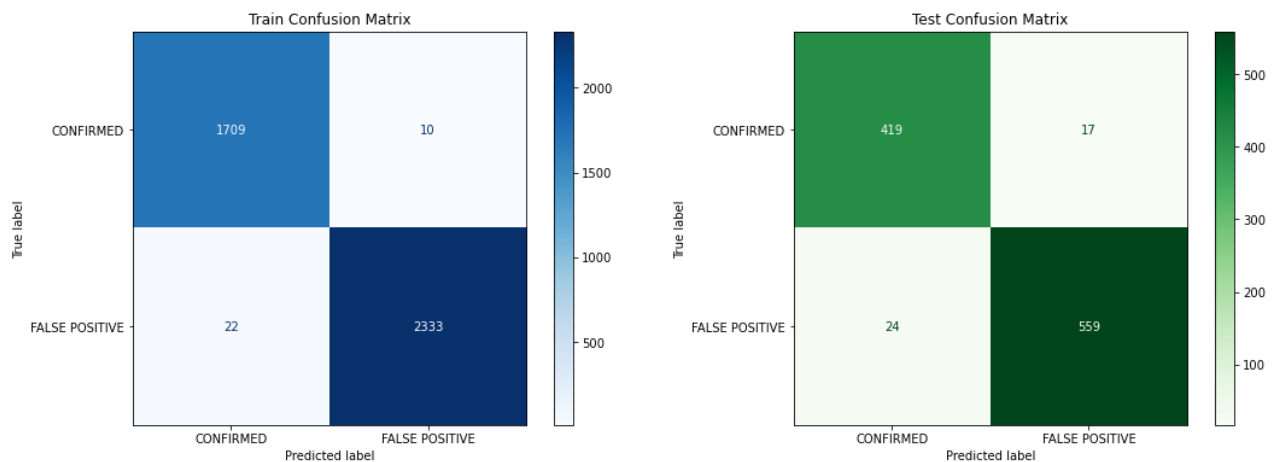 Train Confusion Matrix
True label
CONFIRMED
FALSE POSITIVE
1709 10
22 2333
CONFIRMED FALSE POSITIVE
Predicted label
2000
1500
1000
500
Test Confusion Matrix
True label
CONFIRMED
FALSE POSITIVE
419 17
24 559
CONFIRMED FALSE POSITIVE
Predicted label
500
400
300
200
100